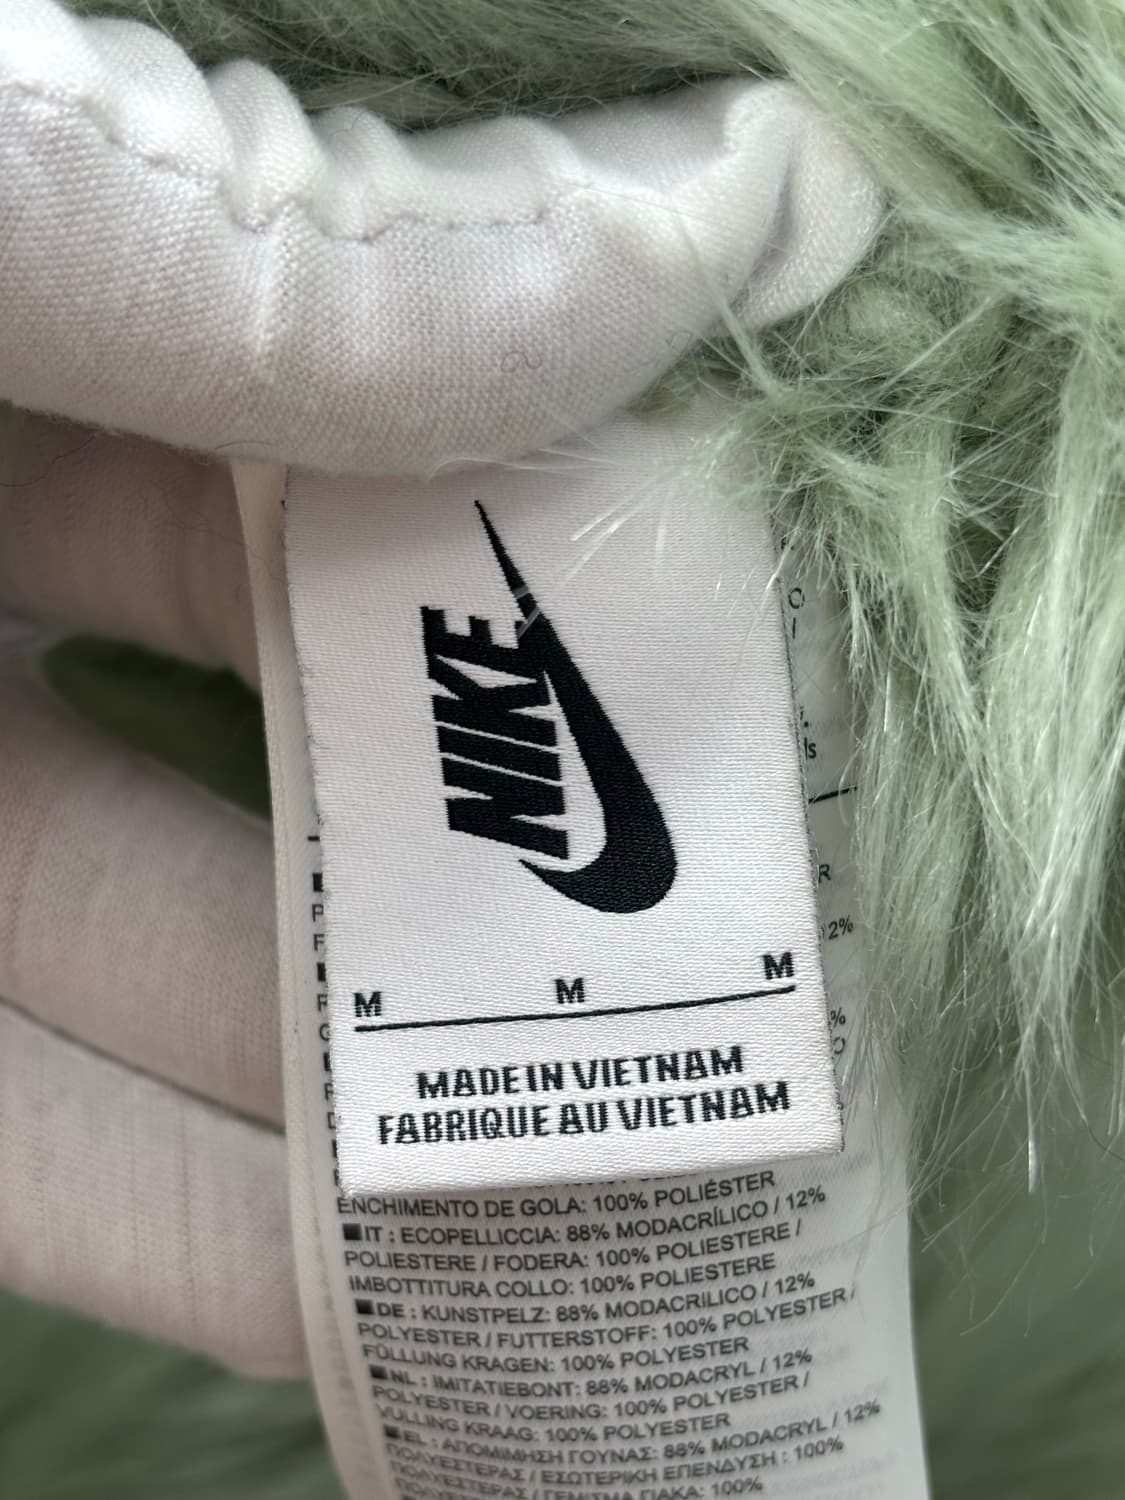 NIKE
M M M
MADE IN VIETNAM
FABRIQUE AU VIETNAM
ENCHIMENTO DE GOLA: 100% POLIÉSTER
IT : ECOPELLICCIA: 88% MODACRÍLICO / 12%
POLIESTERE / FODERA: 100% POLIESTERE /
IMBOTTITURA COLLO: 100% POLIESTERE
DE : KUNSTPELZ: 88% MODACRILICO / 12%
POLYESTER / FUTTERSTOFF: 100% POLYESTER /
FÜLLUNG KRAGEN: 100% POLYESTER
NL : IMITATIEBONT: 88% MODACRYL / 12%
POLYESTER / VOERING: 100% POLYESTER /
VULLING KRAAG: 100% POLYESTER
EL : ΑΠΟΜΙΜΗΣΗ ΓΟΥΝΑΣ: 88% MODACRYL / 12%
ΠΟΛΥΕΣΤΕΡΑΣ / ΕΣΩΤΕΡΙΚΗ ΕΠΕΝΔΥΣΗ : 100%
ΠΟΛΥΕΣΤΕΡΑΣ / ΓΕΜΙΣΜΑ ΓΙΑΚΑ: 100%